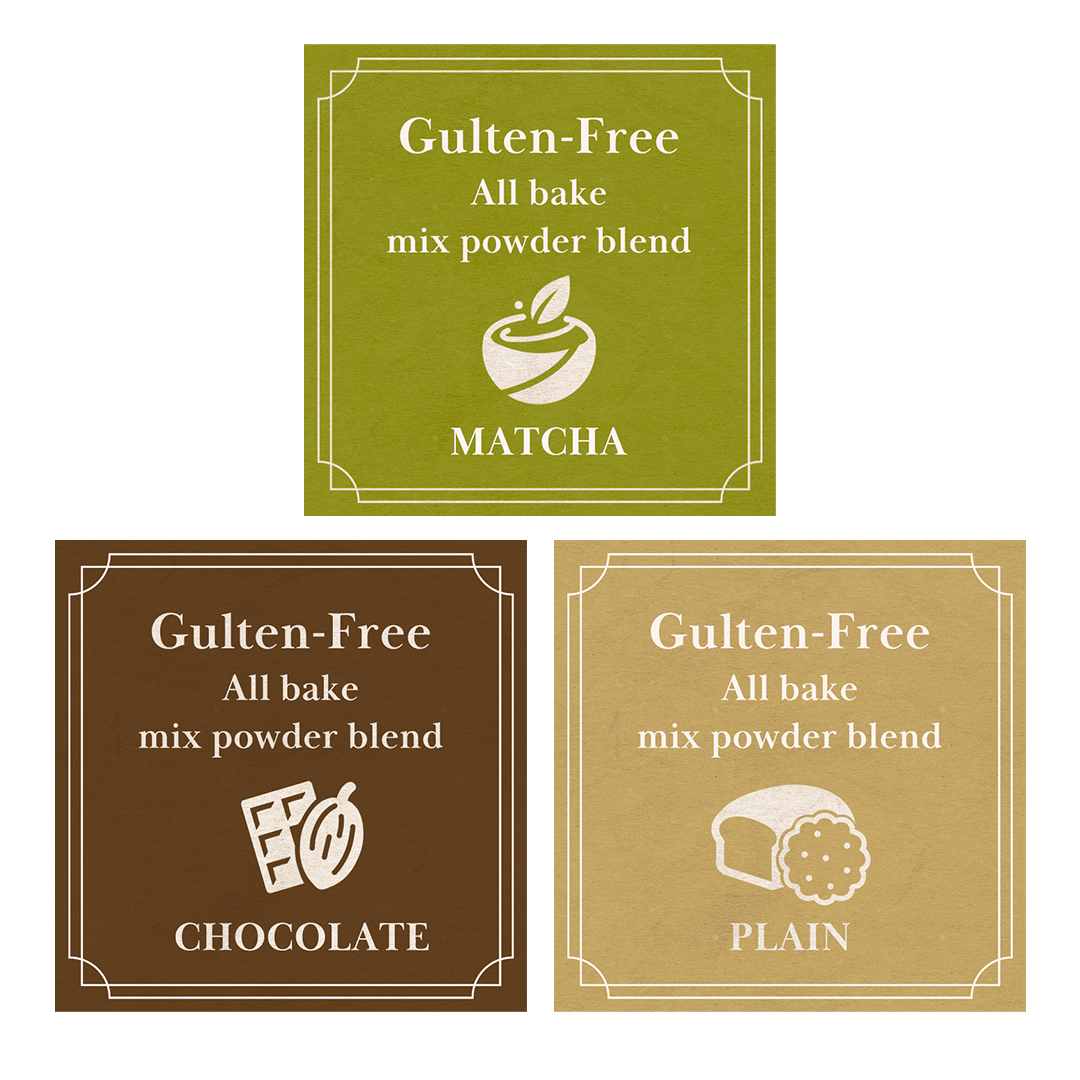 Gulten-Free
All bake
mix powder blend
MATCHA
Gulten-Free
All bake
mix powder blend
CHOCOLATE
Gulten-Free
All bake
mix powder blend
PLAIN